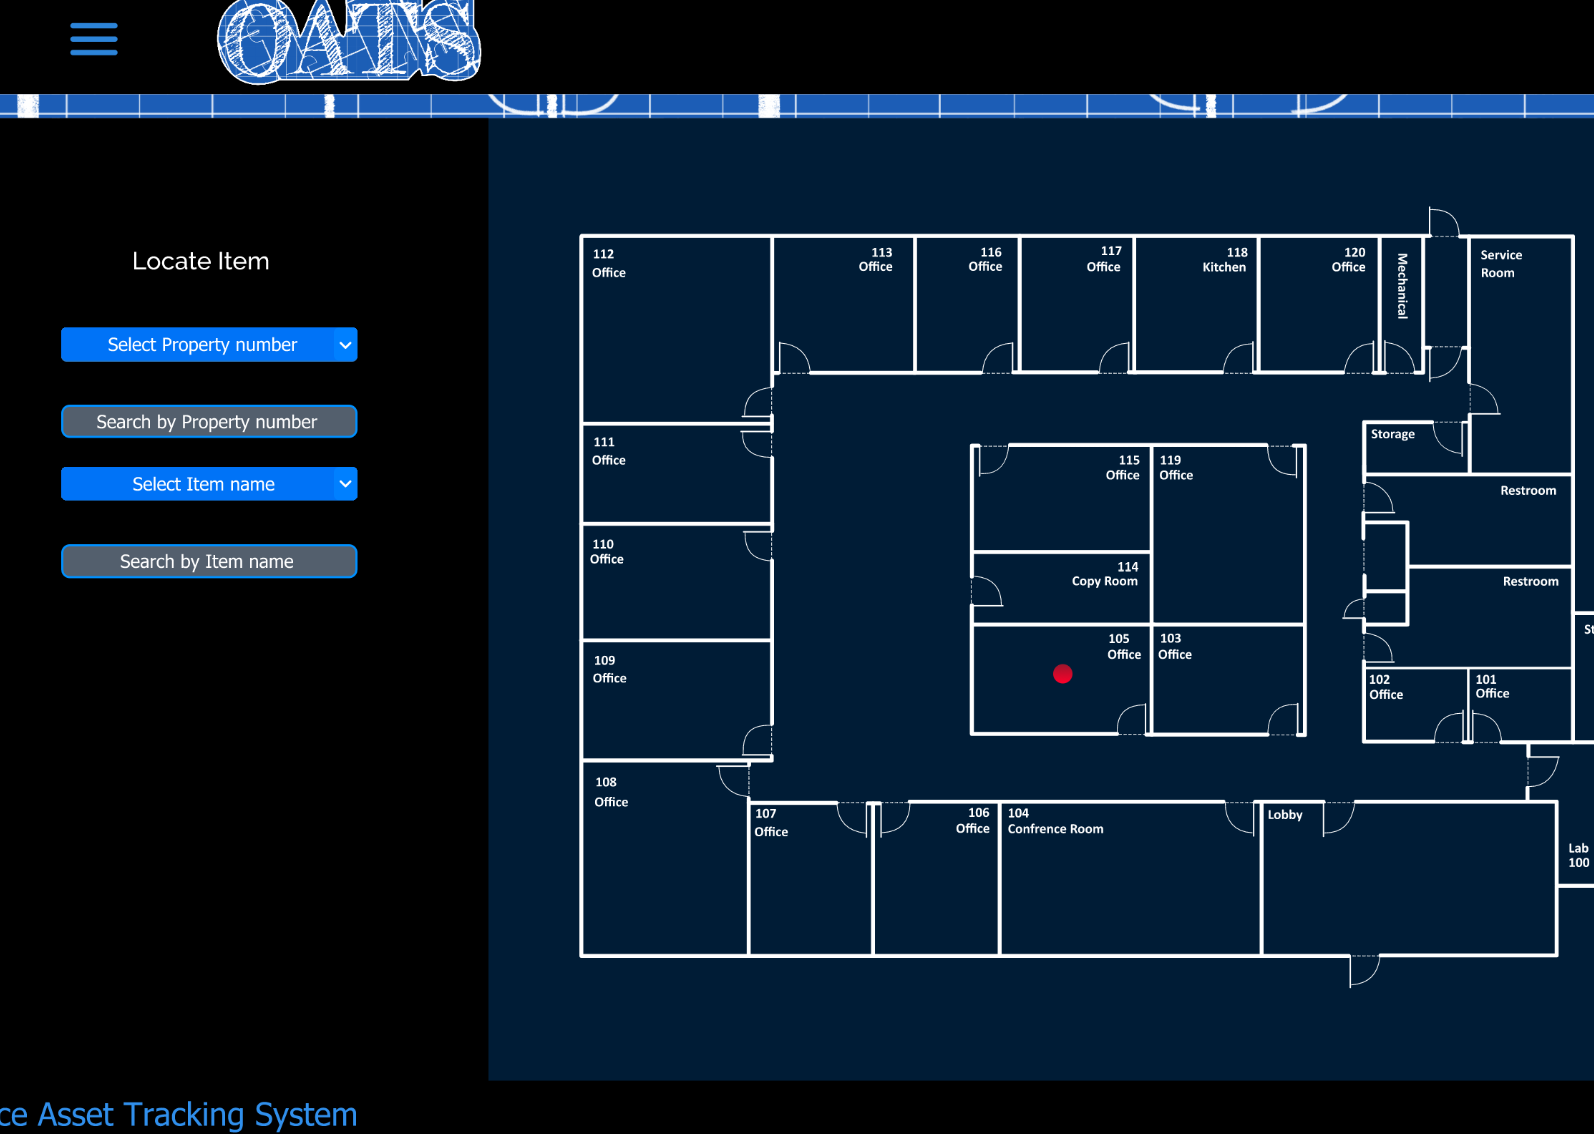 OATS
Locate Item
Select Property number
Search by Property number
Select Item name
Search by Item name
112
Office
113
Office
116
Office
117
Office
118
Kitchen
120
Office
Mechanical
Service
Room
111
Office
Storage
115
Office
119
Office
Restroom
110
Office
114
Copy Room
Restroom
105
Office
103
Office
109
Office
102
Office
101
Office
108
Office
107
Office
106
Office
104
Confrence Room
Lobby
Lab
100
Asset Tracking System